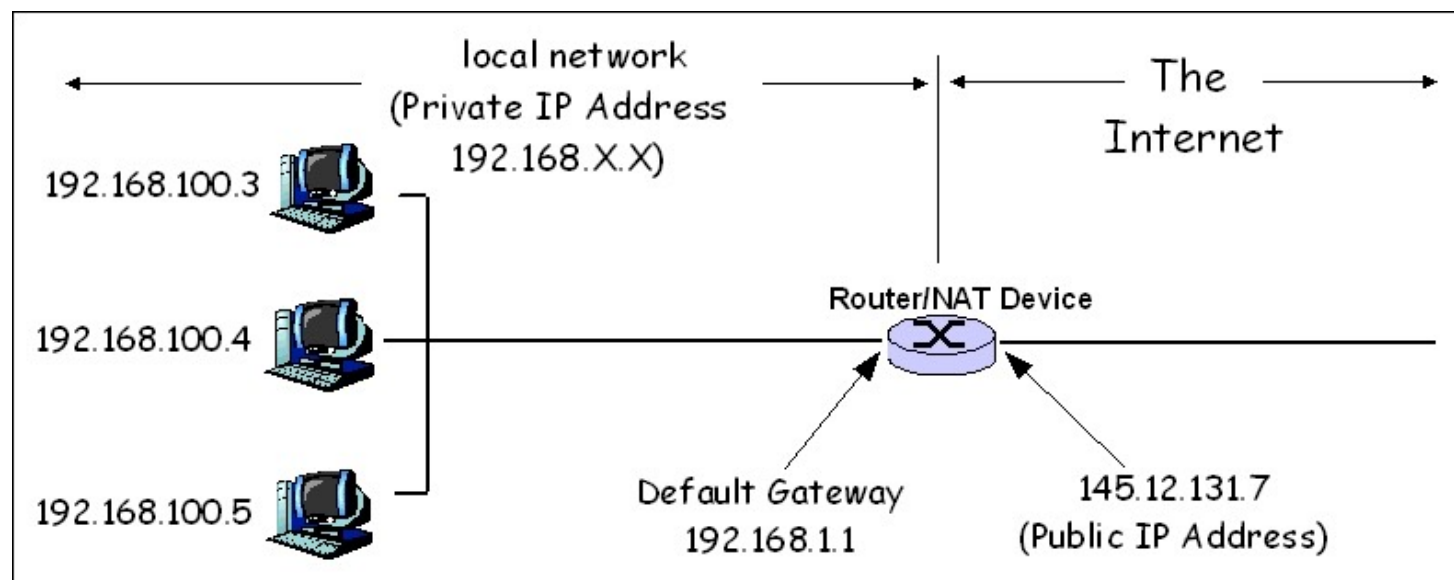 local network
(Private IP Address
192.168.X.X)
The
Internet
192.168.100.3
192.168.100.4
192.168.100.5
Router/NAT Device
Default Gateway
192.168.1.1
145.12.131.7
(Public IP Address)